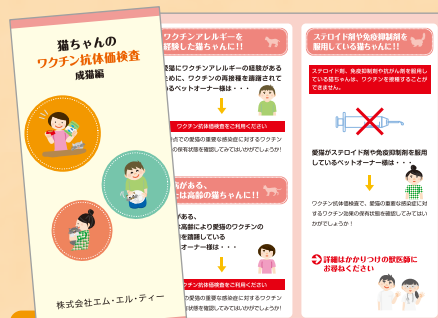 猫ちゃんの
ワクチン抗体価検査
成猫編
株式会社エム・エル・ティー
ワクチンアレルギーを
経験した猫ちゃんに!!
愛猫にワクチンアレルギーの経験がある
ために、ワクチンの再接種を躊躇されて
いるペットオーナー様は・・・
ワクチン抗体価検査をご利用ください
点での愛猫の重要な感染症に対するワクチン
の保有状態を確認してみてはいかがでしょうか!
病がある、
は高齢の猫ちゃんに!!
がある、
は高齢により愛猫のワクチンの
を躊躇している
オーナー様は・・・
ワクチン抗体価検査をご利用ください
の愛猫の重要な感染症に対するワクチン
状態を確認してみてはいかがでしょうか!
ステロイド剤や免疫抑制剤を
服用している猫ちゃんに!!
ステロイド剤、免疫抑制剤や抗がん剤を服用し
ている猫ちゃんは、ワクチンを接種することが
できません。
愛猫がステロイド剤や免疫抑制剤を服用
しているペットオーナー様は・・・
ワクチン抗体価検査で、愛猫の重要な感染症に対
するワクチン効果の保有状態を確認してみてはい
かがでしょうか!
詳細はかかりつけの獣医師に
お尋ねください